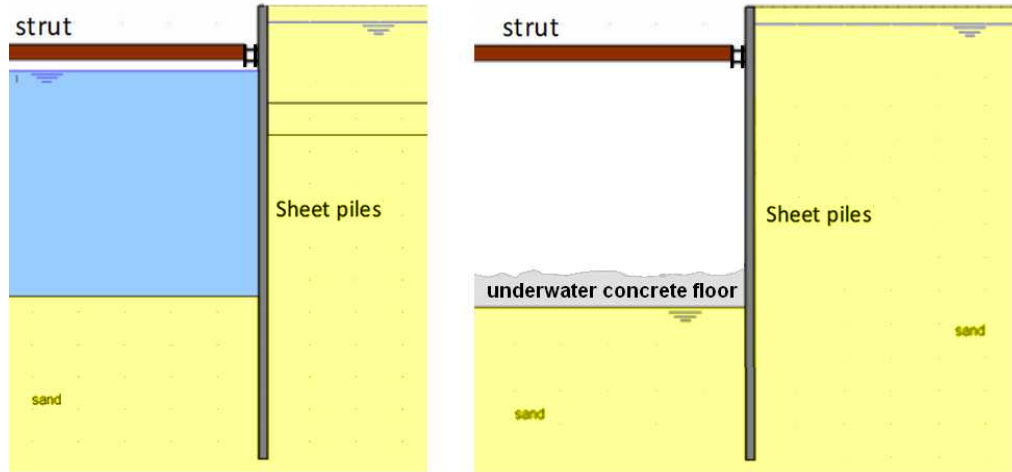 strut
Sheet piles
sand
strut
Sheet piles
underwater concrete floor
sand
sand